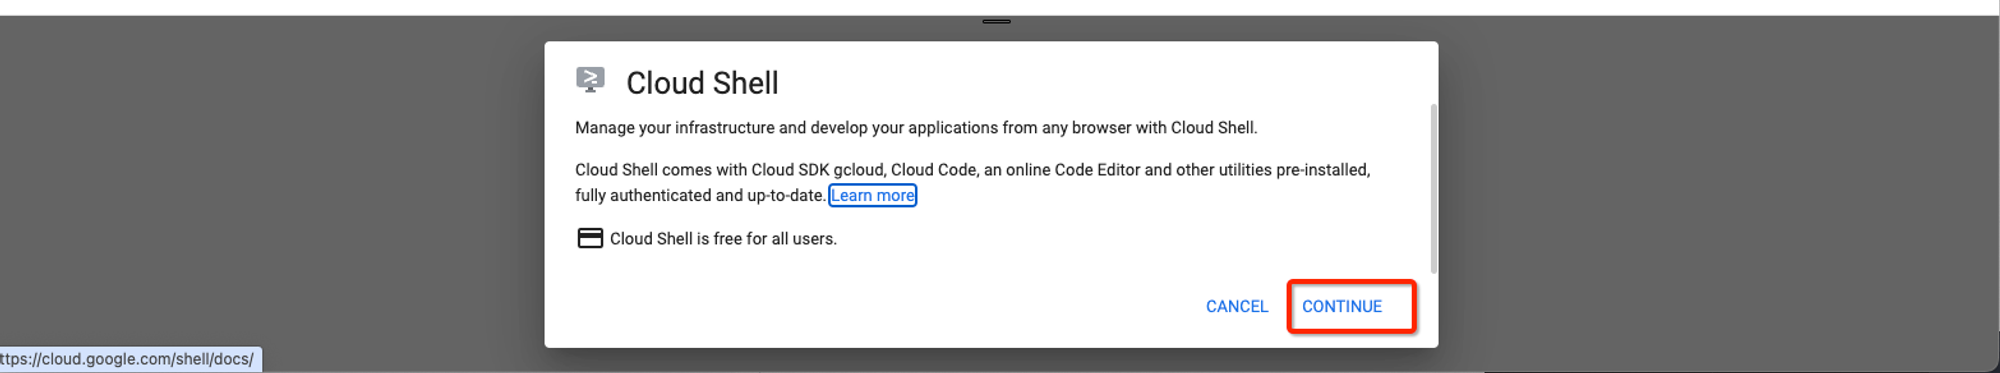 Cloud Shell
Manage your infrastructure and develop your applications from any browser with Cloud Shell.
Cloud Shell comes with Cloud SDK gcloud, Cloud Code, an online Code Editor and other utilities pre-installed,
fully authenticated and up-to-date. Learn more
Cloud Shell is free for all users.
CANCEL CONTINUE
ttps://cloud.google.com/shell/docs/